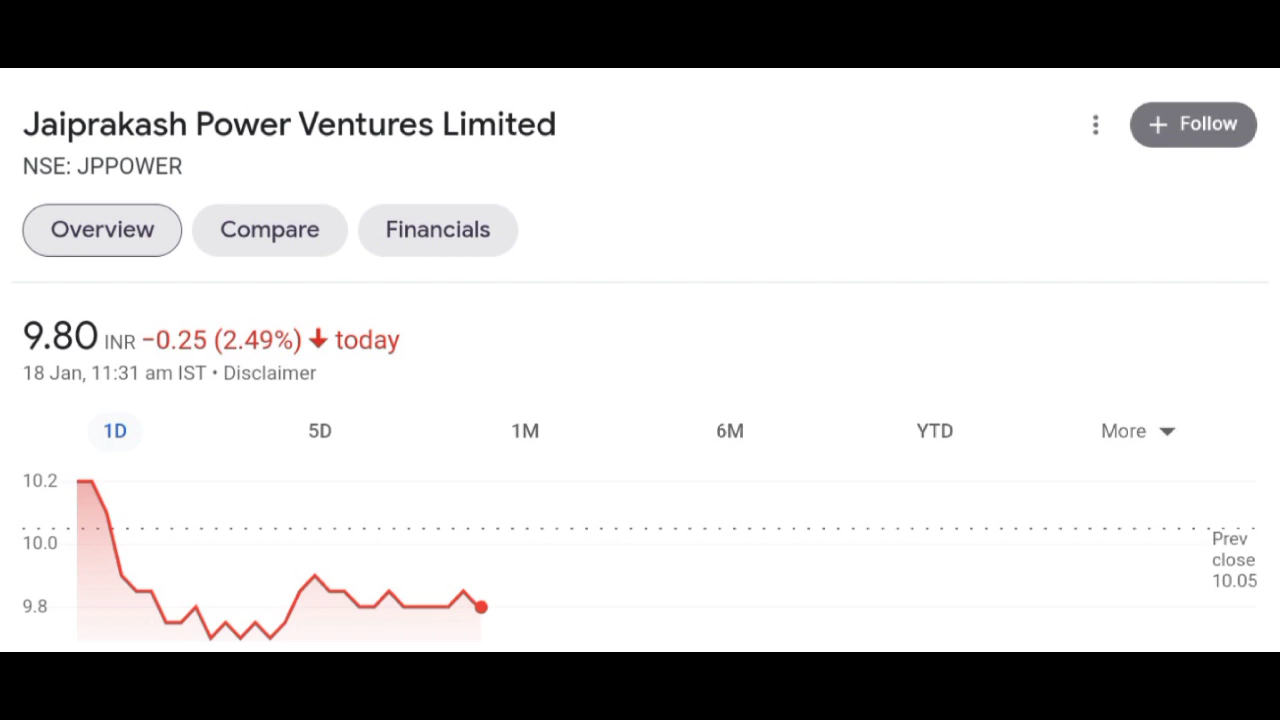 Jaiprakash Power Ventures Limited
+ Follow
NSE: JPPOWER
Overview Compare Financials
9.80 INR −0.25 (2.49%) ↓ today
18 Jan, 11:31 am IST • Disclaimer
1D 5D 1M 6M YTD More
10.2
10.0
9.8
Prev
close
10.05